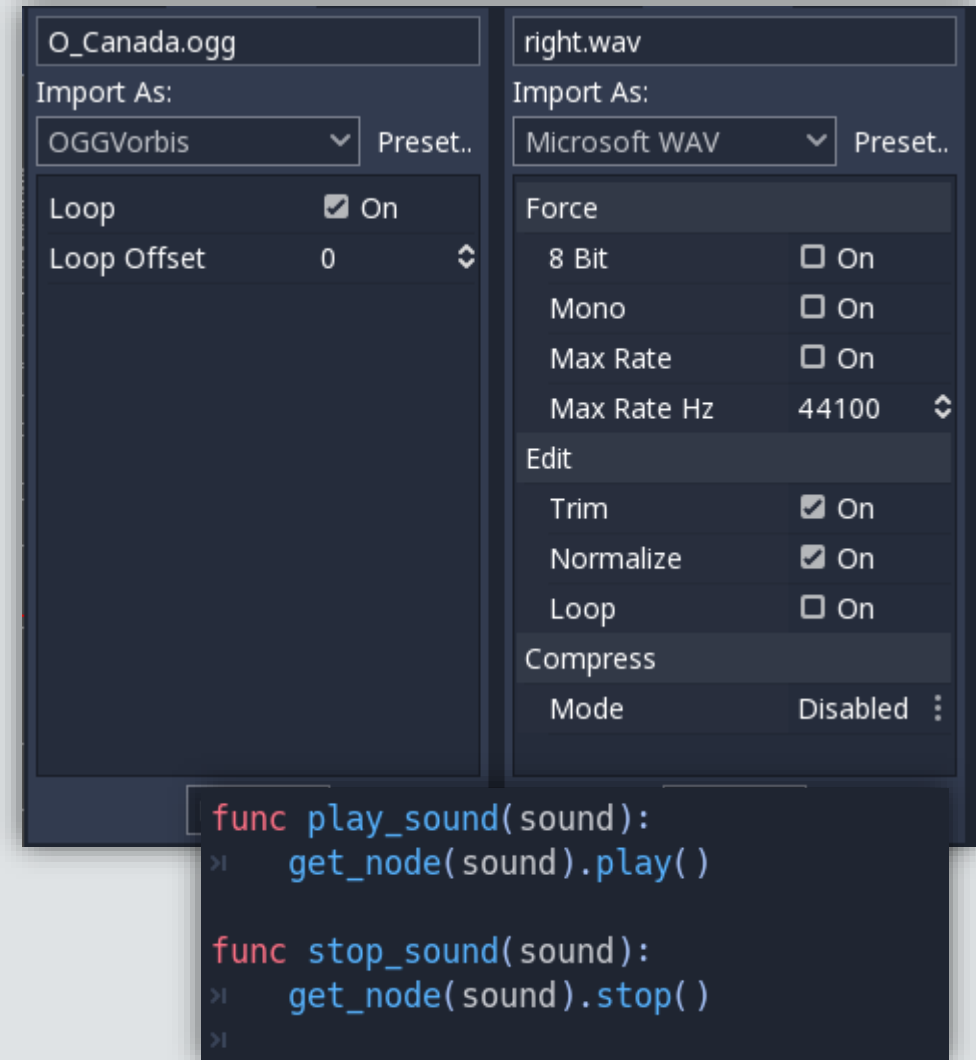 O_Canada.ogg
Import As:
OGGVorbis Preset..
Loop On
Loop Offset 0
right.wav
Import As:
Microsoft WAV Preset..
Force
8 Bit On
Mono On
Max Rate On
Max Rate Hz 44100
Edit
Trim On
Normalize On
Loop On
Compress
Mode Disabled
func play_sound(sound):
get_node(sound).play()
func stop_sound(sound):
get_node(sound).stop()